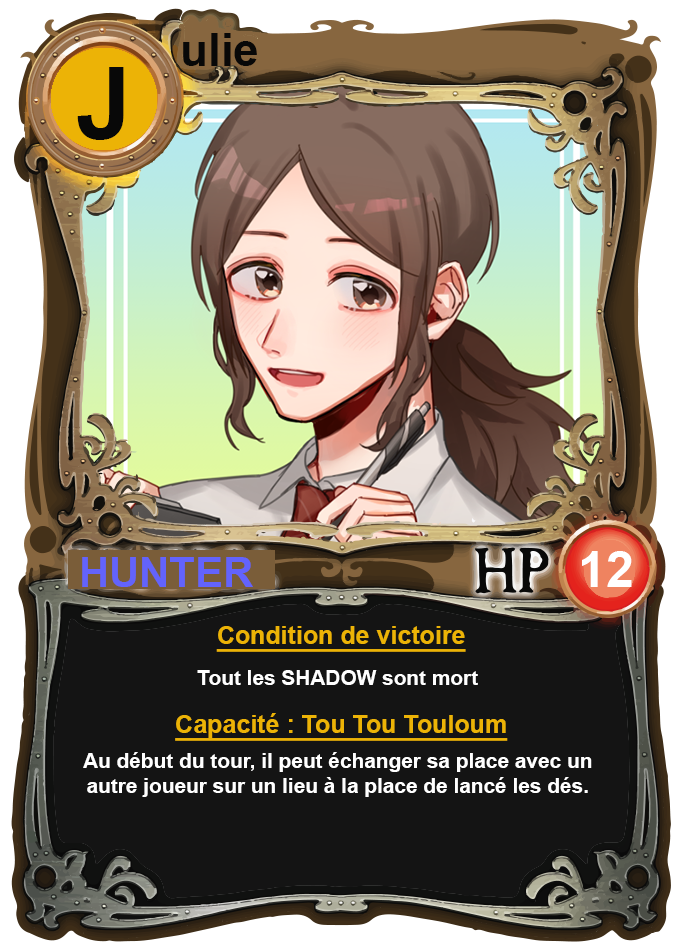 Julie
HUNTER
HP 12
Condition de victoire
Tout les SHADOW sont mort
Capacité : Tou Tou Touloum
Au début du tour, il peut échanger sa place avec un
autre joueur sur un lieu à la place de lancé les dés.